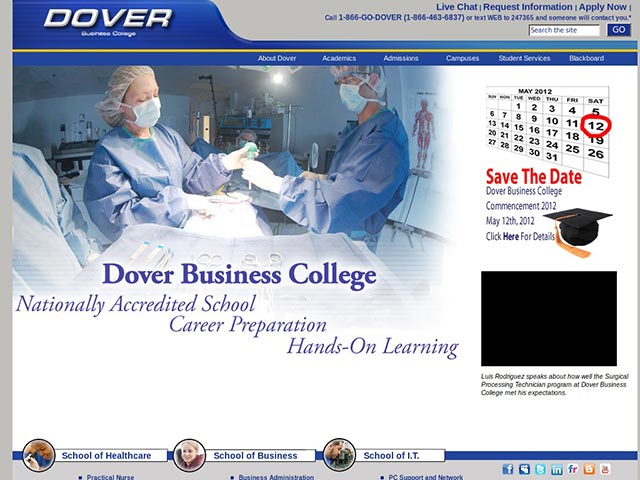 DOVER
Business College
Live Chat | Request Information | Apply Now |
Call 1-866-GO-DOVER (1-866-463-6837) or text WEB to 247365 and someone will contact you.*
Search the site
GO
About Dover Academics Admissions Campuses Student Services Blackboard
MAY 2012
SUN MON TUE WED THU FRI SAT
1 2 3 4 5
6 7 8 9 10 11 12
13 14 15 16 17 18 19
20 21 22 23 24 25 26
27 28 29 30 31
Save The Date
Dover Business College
Commencement 2012
May 12th, 2012
Click Here For Details
Dover Business College
Nationally Accredited School
Career Preparation
Hands-On Learning
Luis Rodriguez speaks about how well the Surgical
Processing Technician program at Dover Business
College met his expectations.
School of Healthcare
School of Business
School of I.T.
Practical Nurse
Business Administration
PC Support and Network